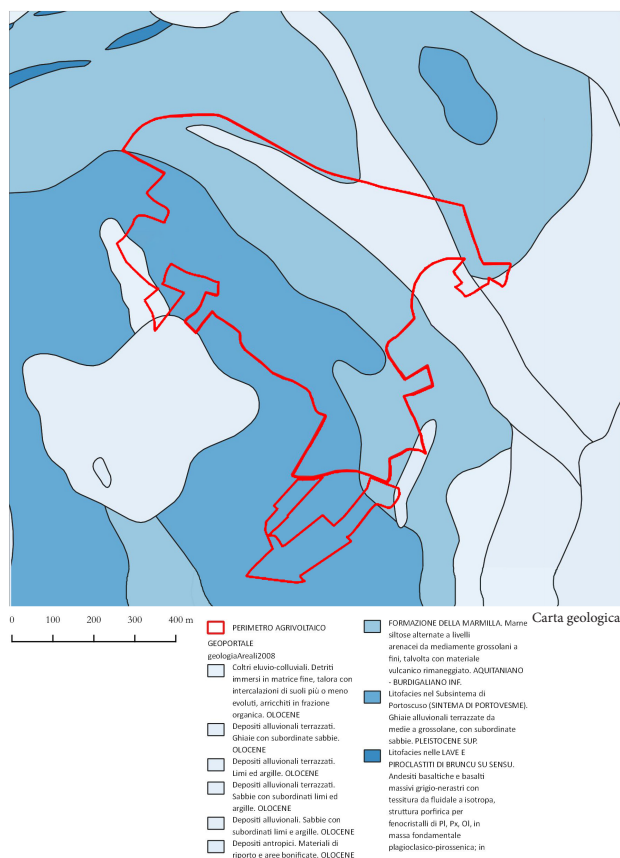 Carta geologica
0 100 200 300 400 m
PERIMETRO AGRIVOLTAICO
GEOPORTALE
geologiaAreali2008
Coltri eluvio-colluviali. Detriti
immersi in matrice fine, talora con
intercalazioni di suoli più o meno
evoluti, arricchiti in frazione
organica. OLOCENE
Depositi alluvionali terrazzati.
Ghiaie con subordinate sabbie.
OLOCENE
Depositi alluvionali terrazzati.
Limi ed argille. OLOCENE
Depositi alluvionali terrazzati.
Sabbie con subordinati limi ed
argille. OLOCENE
Depositi alluvionali. Sabbie con
subordinati limi e argille. OLOCENE
Depositi antropici. Materiali di
riporto e aree bonificate. OLOCENE
FORMAZIONE DELLA MARMILLA. Marne
siltose alternate a livelli
arenacei da mediamente grossolani a
fini, talvolta con materiale
vulcanico rimaneggiato. AQUITANIANO
- BURDIGALIANO INF.
Litofacies nel Subsintema di
Portoscuso (SINTEMA DI PORTOVESME).
Ghiaie alluvionali terrazzate da
medie a grossolane, con subordinate
sabbie. PLEISTOCENE SUP.
Litofacies nelle LAVE E
PIROCLASTITI DI BRUNCU SU SENSU.
Andesiti basaltiche e basalti
massivi grigio-nerastri con
tessitura da fluidale a isotropa,
struttura porfirica per
fenocristalli di Pl, Px, Ol, in
massa fondamentale
plagioclasico-pirossenica; in